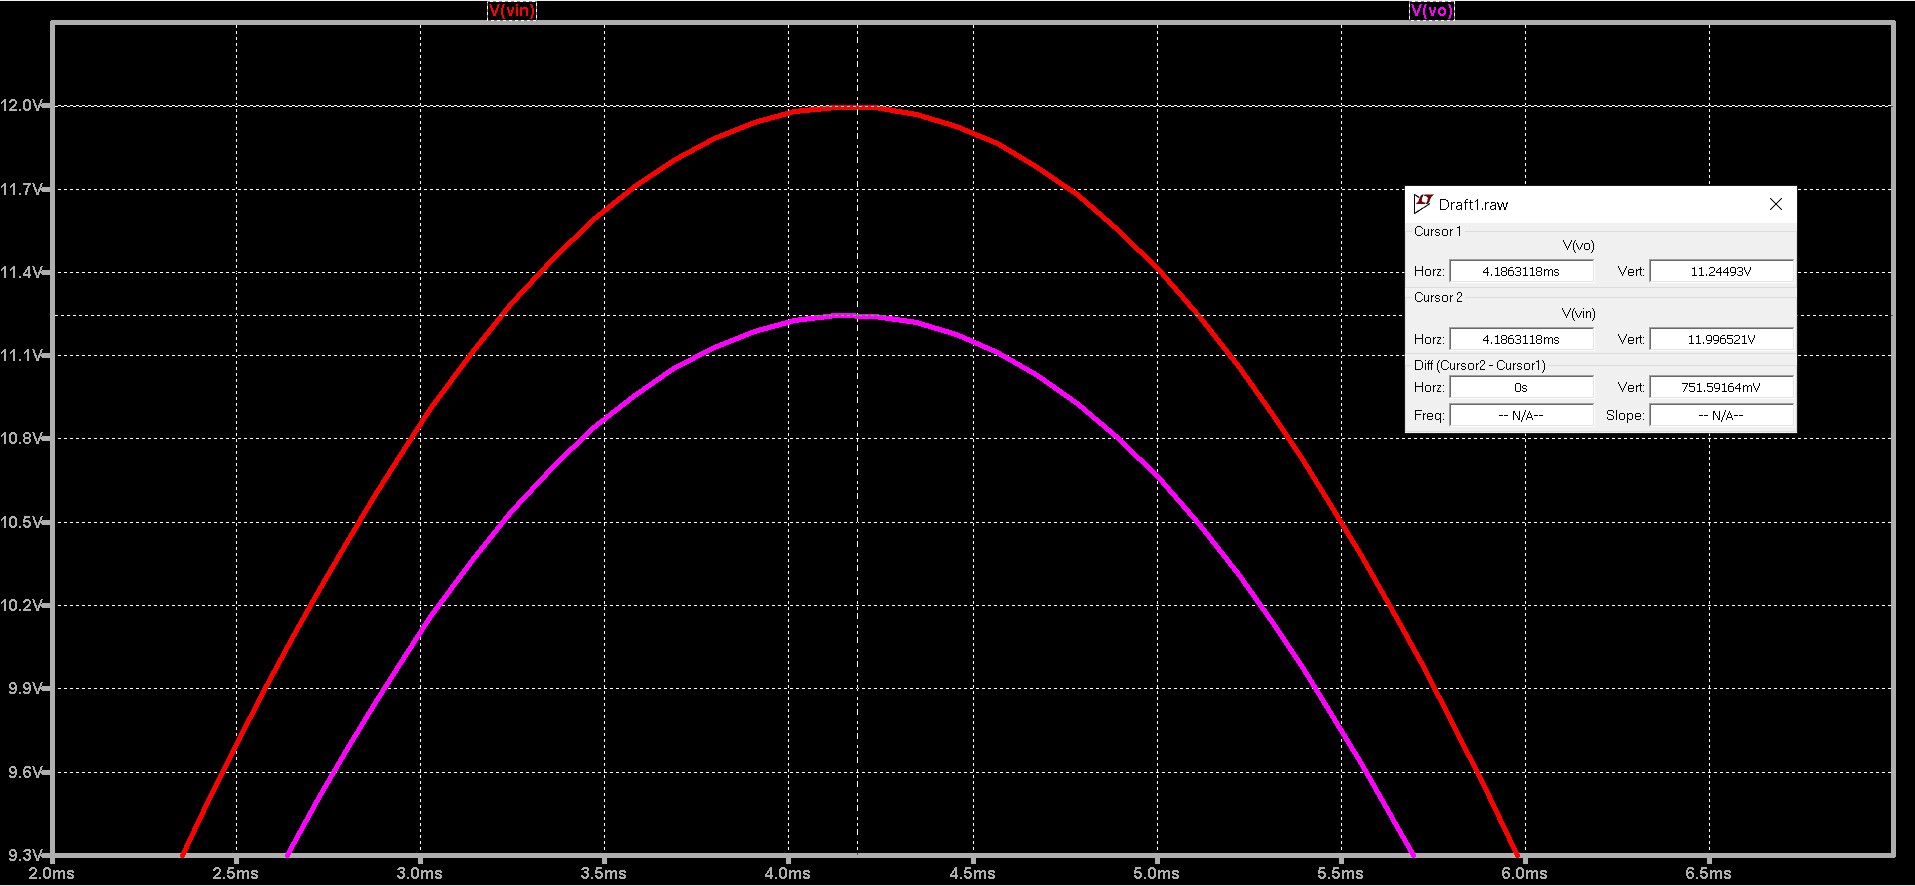 V(vin) V(vo)
12.0V
11.7V
11.4V
11.1V
10.8V
10.5V
10.2V
9.9V
9.6V
9.3V
2.0ms 2.5ms 3.0ms 3.5ms 4.0ms 4.5ms 5.0ms 5.5ms 6.0ms 6.5ms
Draft1.raw
Cursor 1
V(vo)
Horz: 4.1863118ms Vert: 11.24493V
Cursor 2
V(vin)
Horz: 4.1863118ms Vert: 11.996521V
Diff (Cursor2 - Cursor1)
Horz: 0s Vert: 751.59164mV
Freq: -- N/A-- Slope: -- N/A--